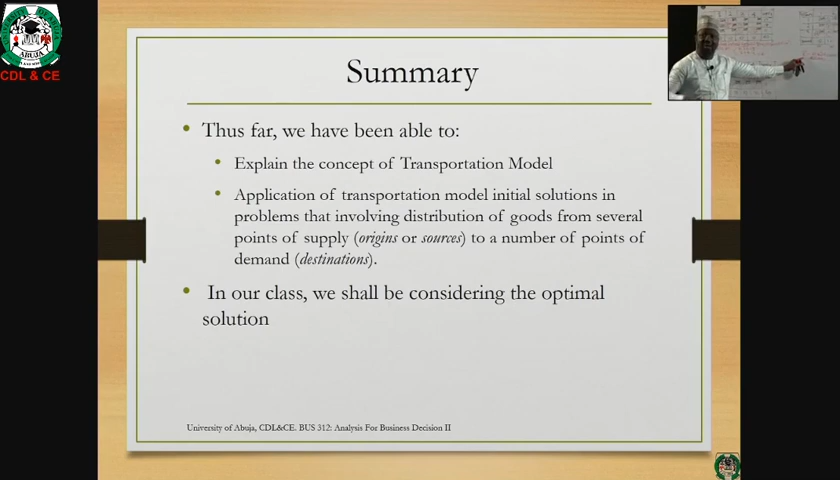 ABUJA
CDL & CE
Summary
• Thus far, we have been able to:
• Explain the concept of Transportation Model
• Application of transportation model initial solutions in
problems that involving distribution of goods from several
points of supply (origins or sources) to a number of points of
demand (destinations).
• In our class, we shall be considering the optimal
solution
University of Abuja, CDL&CE. BUS 312: Analysis For Business Decision II